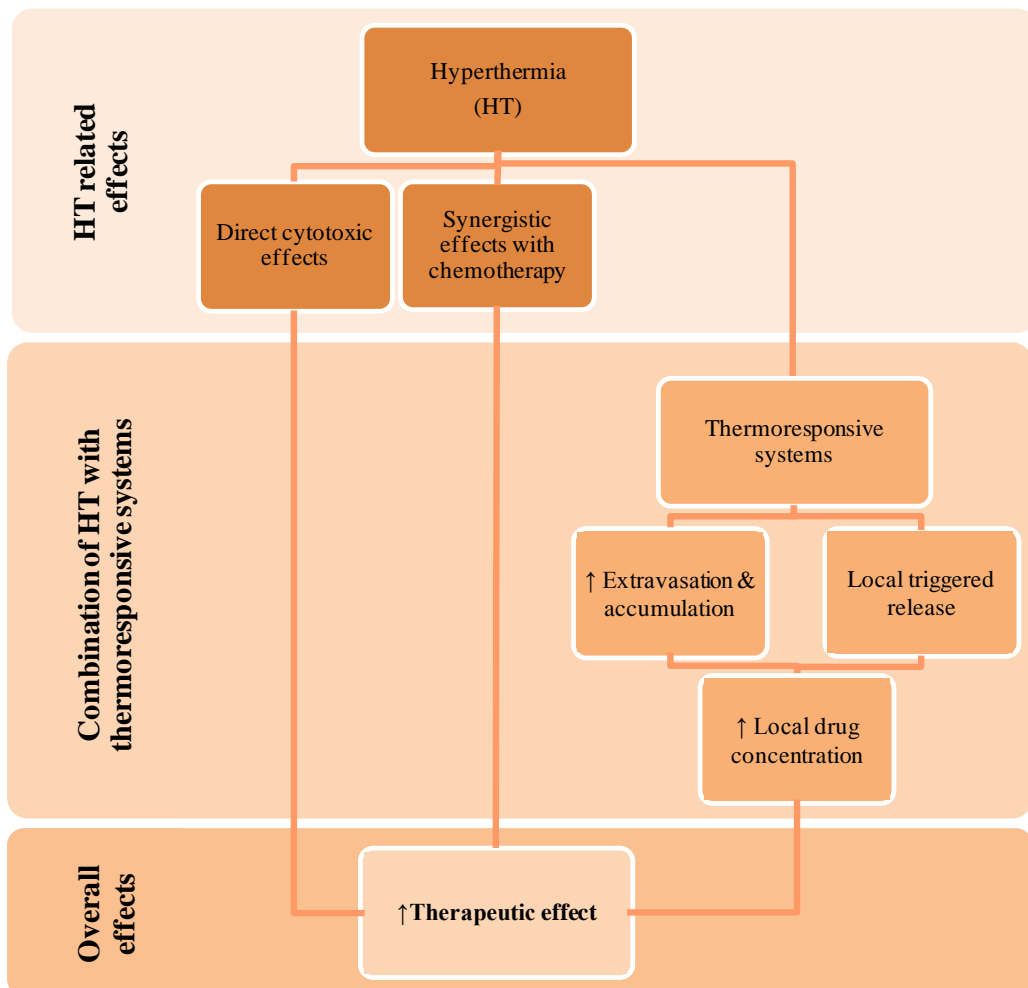 HT related
effects
Hyperthermia
(HT)
Direct cytotoxic
effects
Synergistic
effects with
chemotherapy
Combination of HT with
thermoresponsive systems
Thermoresponsive
systems
↑ Extravasation &
accumulation
Local triggered
release
↑ Local drug
concentration
Overall
effects
↑Therapeutic effect